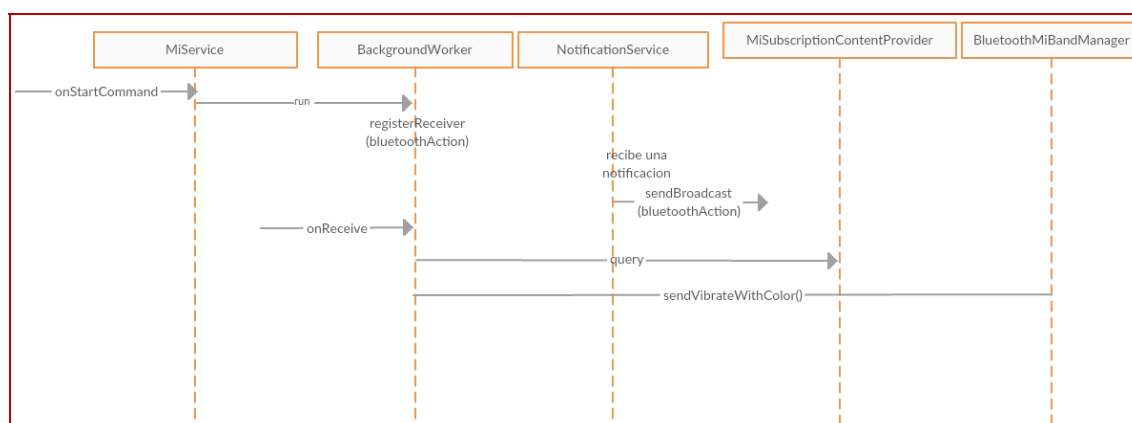 MiService
BackgroundWorker
NotificationService
MiSubscriptionContentProvider
BluetoothMiBandManager
onStartCommand
run
registerReceiver
(bluetoothAction)
recibe una
notificacion
sendBroadcast
(bluetoothAction)
onReceive
query
sendVibrateWithColor()